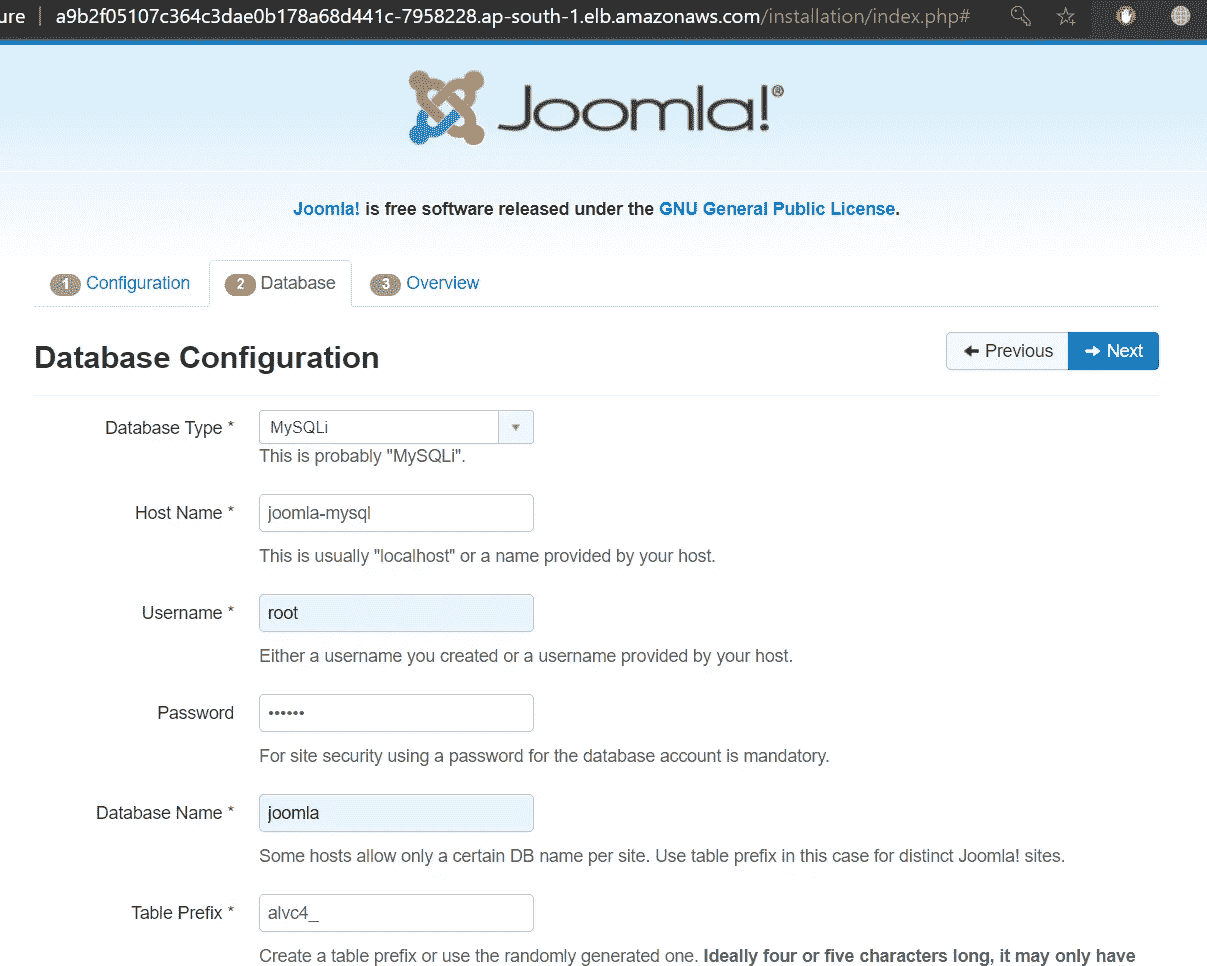 ure | a9b2f05107c364c3dae0b178a68d441c-7958228.ap-south-1.elb.amazonaws.com/installation/index.php#
Joomla!®
Joomla! is free software released under the GNU General Public License.
1 Configuration 2 Database 3 Overview
Database Configuration
Previous Next
Database Type * MySQLi
This is probably "MySQLi".
Host Name * joomla-mysql
This is usually "localhost" or a name provided by your host.
Username * root
Either a username you created or a username provided by your host.
Password ••••••
For site security using a password for the database account is mandatory.
Database Name * joomla
Some hosts allow only a certain DB name per site. Use table prefix in this case for distinct Joomla! sites.
Table Prefix * alvc4_
Create a table prefix or use the randomly generated one. Ideally four or five characters long, it may only have